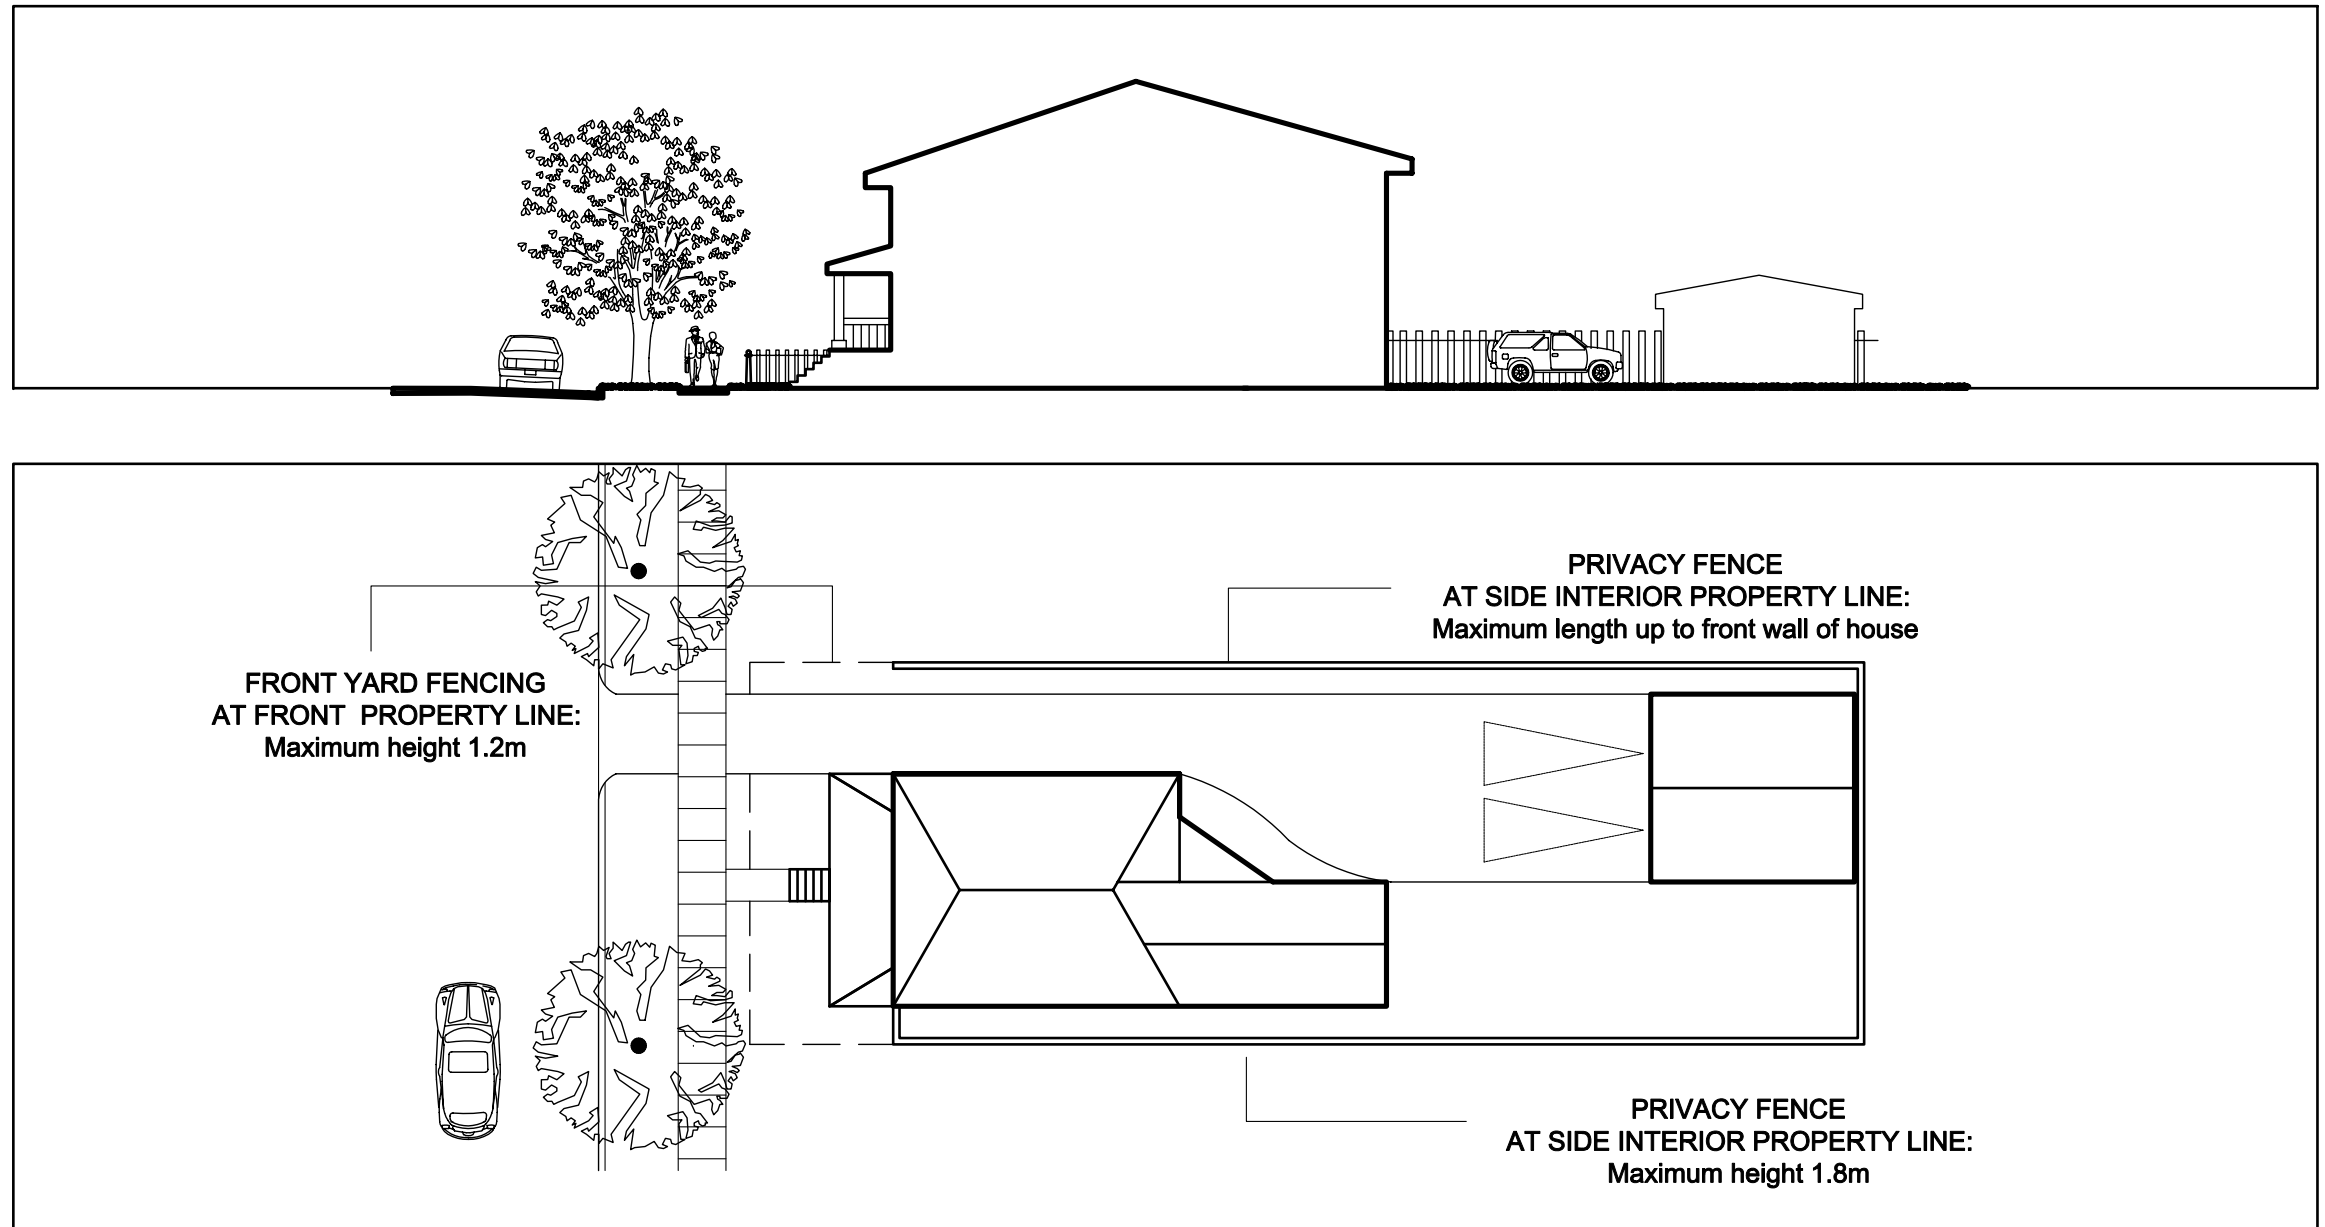 PRIVACY FENCE
AT SIDE INTERIOR PROPERTY LINE:
Maximum length up to front wall of house
FRONT YARD FENCING
AT FRONT  PROPERTY LINE:
Maximum height 1.2m
PRIVACY FENCE
AT SIDE INTERIOR PROPERTY LINE:
Maximum height 1.8m